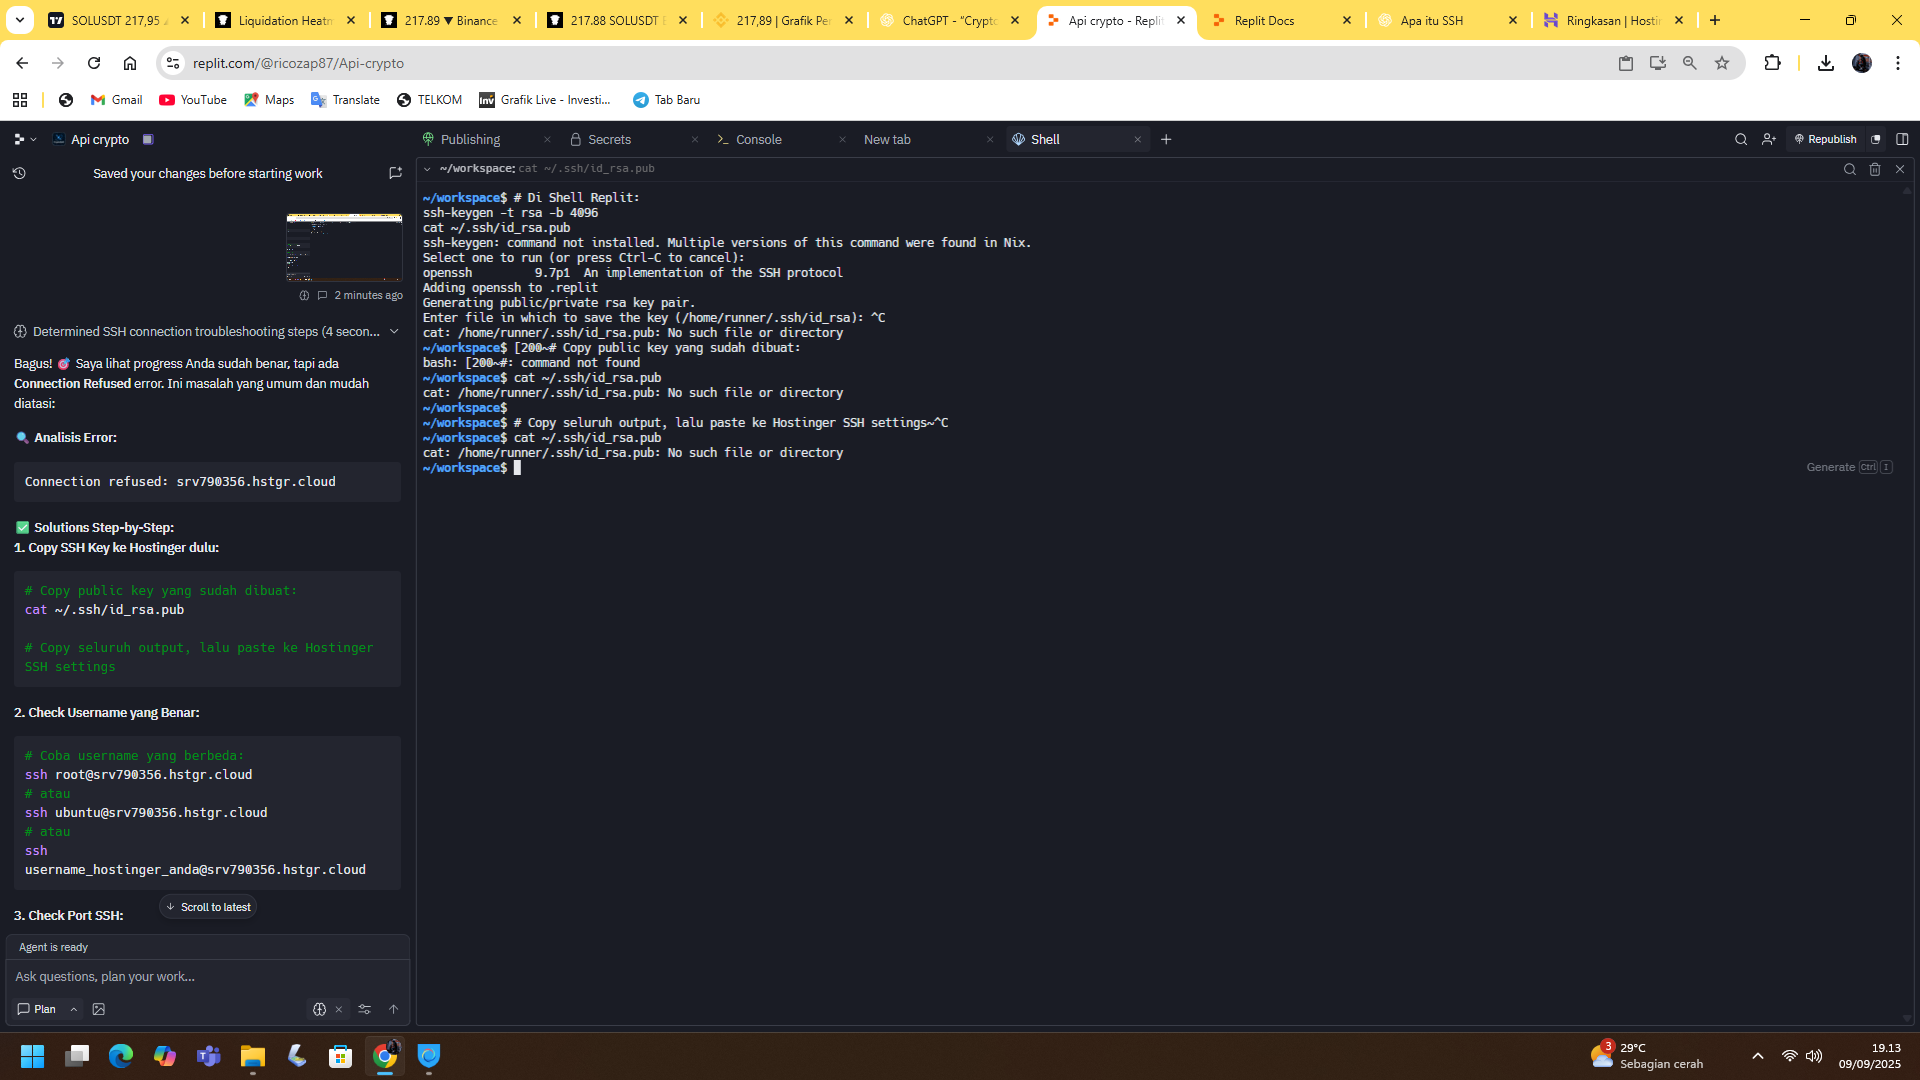 SOLUSDT 217,95
Liquidation Heatm
217.89 ▼ Binance
217.88 SOLUSDT
217,89 | Grafik Per
ChatGPT - "Crypto
Api crypto - Replit
Replit Docs
Apa itu SSH
Ringkasan | Hostin
replit.com/@ricozap87/Api-crypto
Gmail
YouTube
Maps
Translate
TELKOM
Inv
Grafik Live - Investi...
Tab Baru
Api crypto
Publishing
Secrets
Console
New tab
Shell
Republish
Saved your changes before starting work
~/workspace: cat ~/.ssh/id_rsa.pub
2 minutes ago
Determined SSH connection troubleshooting steps (4 secon...
Bagus! 🎯 Saya lihat progress Anda sudah benar, tapi ada
Connection Refused error. Ini masalah yang umum dan mudah
diatasi:
🔍 Analisis Error:
Connection refused: srv790356.hstgr.cloud
✅ Solutions Step-by-Step:
1. Copy SSH Key ke Hostinger dulu:
# Copy public key yang sudah dibuat:
cat ~/.ssh/id_rsa.pub
# Copy seluruh output, lalu paste ke Hostinger
SSH settings
2. Check Username yang Benar:
# Coba username yang berbeda:
ssh root@srv790356.hstgr.cloud
# atau
ssh ubuntu@srv790356.hstgr.cloud
# atau
ssh
username_hostinger_anda@srv790356.hstgr.cloud
Scroll to latest
3. Check Port SSH:
Agent is ready
Ask questions, plan your work...
Plan
~/workspace$ # Di Shell Replit:
ssh-keygen -t rsa -b 4096
cat ~/.ssh/id_rsa.pub
ssh-keygen: command not installed. Multiple versions of this command were found in Nix.
Select one to run (or press Ctrl-C to cancel):
openssh 9.7p1 An implementation of the SSH protocol
Adding openssh to .replit
Generating public/private rsa key pair.
Enter file in which to save the key (/home/runner/.ssh/id_rsa): ^C
cat: /home/runner/.ssh/id_rsa.pub: No such file or directory
~/workspace$ [200~# Copy public key yang sudah dibuat:
bash: [200~#: command not found
~/workspace$ cat ~/.ssh/id_rsa.pub
cat: /home/runner/.ssh/id_rsa.pub: No such file or directory
~/workspace$
~/workspace$ # Copy seluruh output, lalu paste ke Hostinger SSH settings~^C
~/workspace$ cat ~/.ssh/id_rsa.pub
cat: /home/runner/.ssh/id_rsa.pub: No such file or directory
~/workspace$
Generate Ctrl I
3
29°C
Sebagian cerah
19.13
09/09/2025